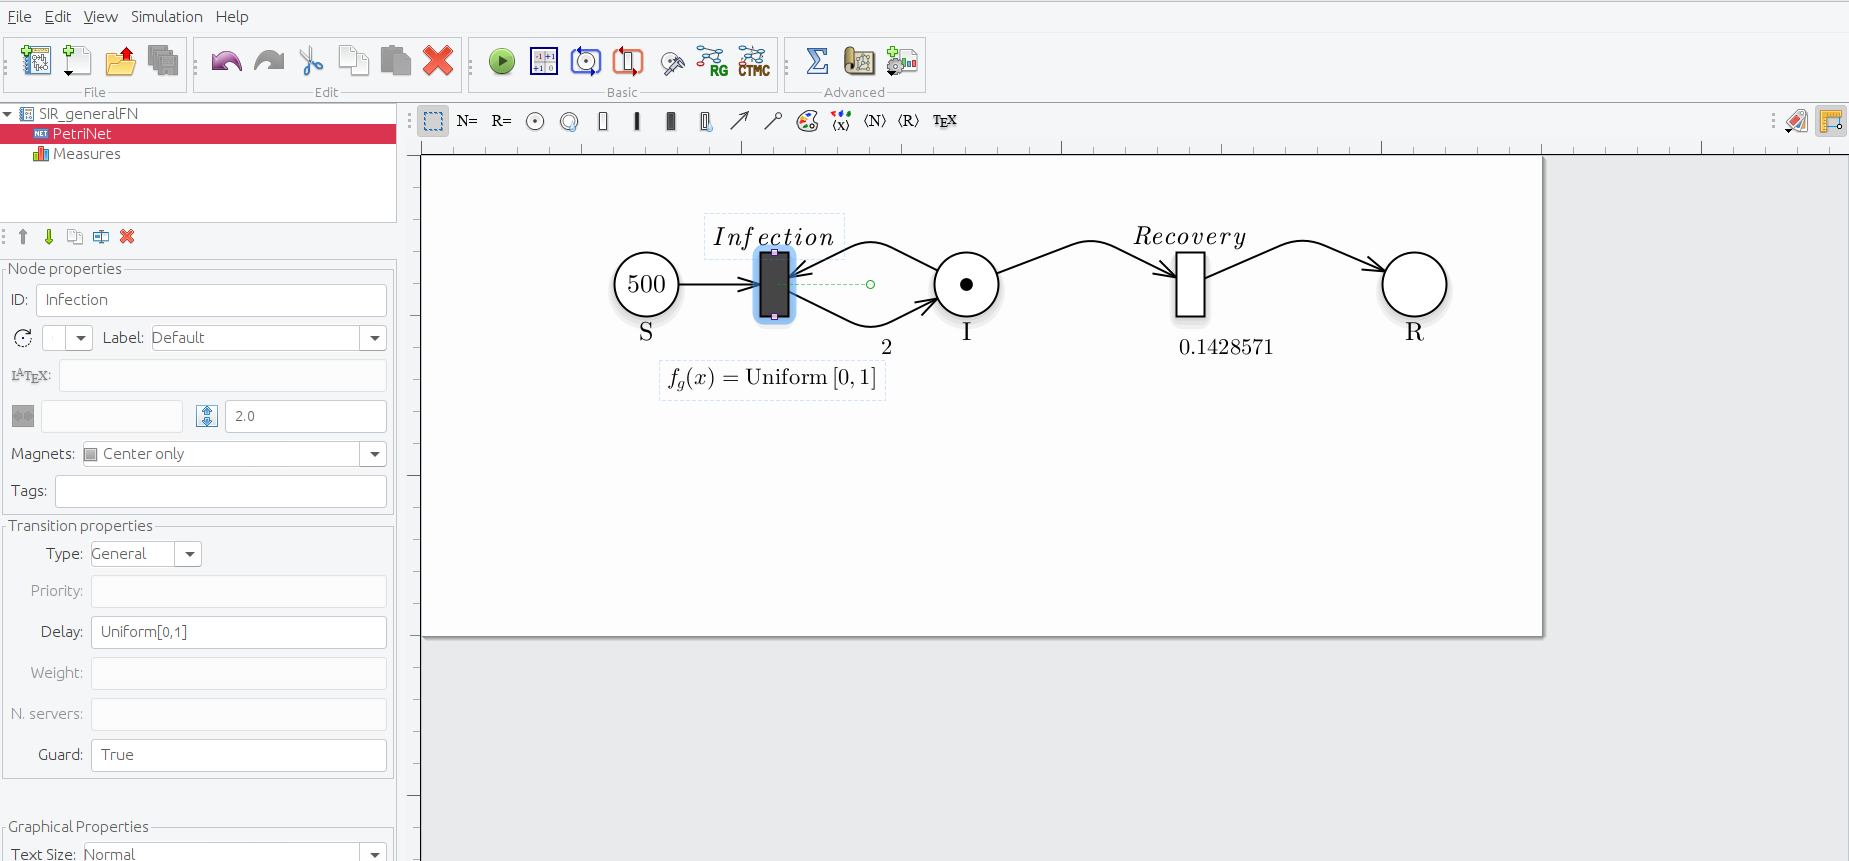 File Edit View Simulation Help
RG CTMC
File Edit Basic Advanced
SIR_generalFN
PetriNet
Measures
N= R= ⟨X⟩ ⟨N⟩ ⟨R⟩ TEX
Node properties
ID: Infection
Label: Default
LATEX:
2.0
Magnets: Center only
Tags:
Transition properties
Type: General
Priority:
Delay: Uniform[0,1]
Weight:
N. servers:
Guard: True
Graphical Properties
Text Size: Normal
Infection Recovery
500
S I R
2 0.1428571
f_g(x) = Uniform [0, 1]